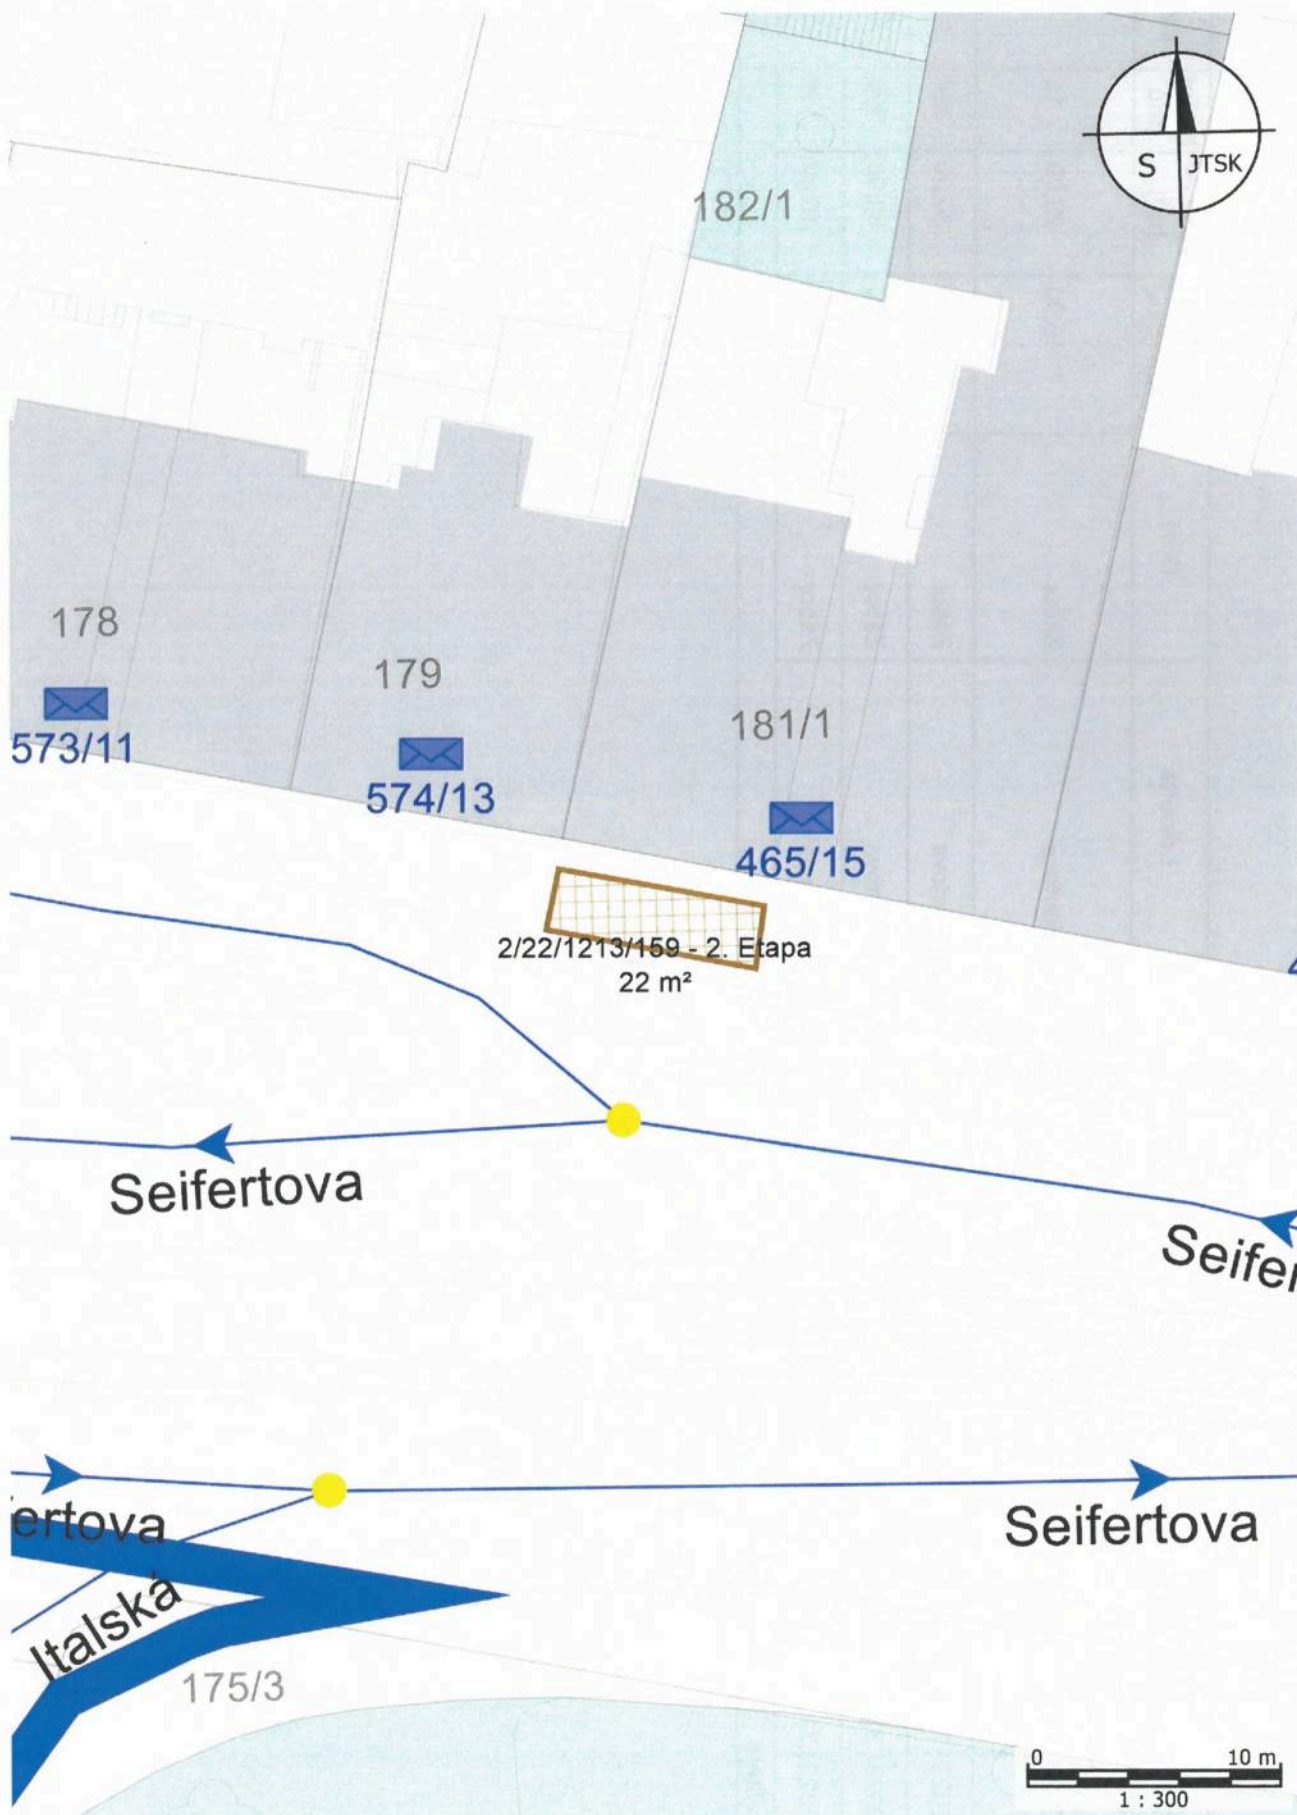 S JTSK
182/1
178
179
181/1
573/11
574/13
465/15
2/22/1213/159 - 2. Etapa
22 m²
4
Seifertova
Seifer
Seifertova
ertova
Italská
175/3
0 10 m
1 : 300